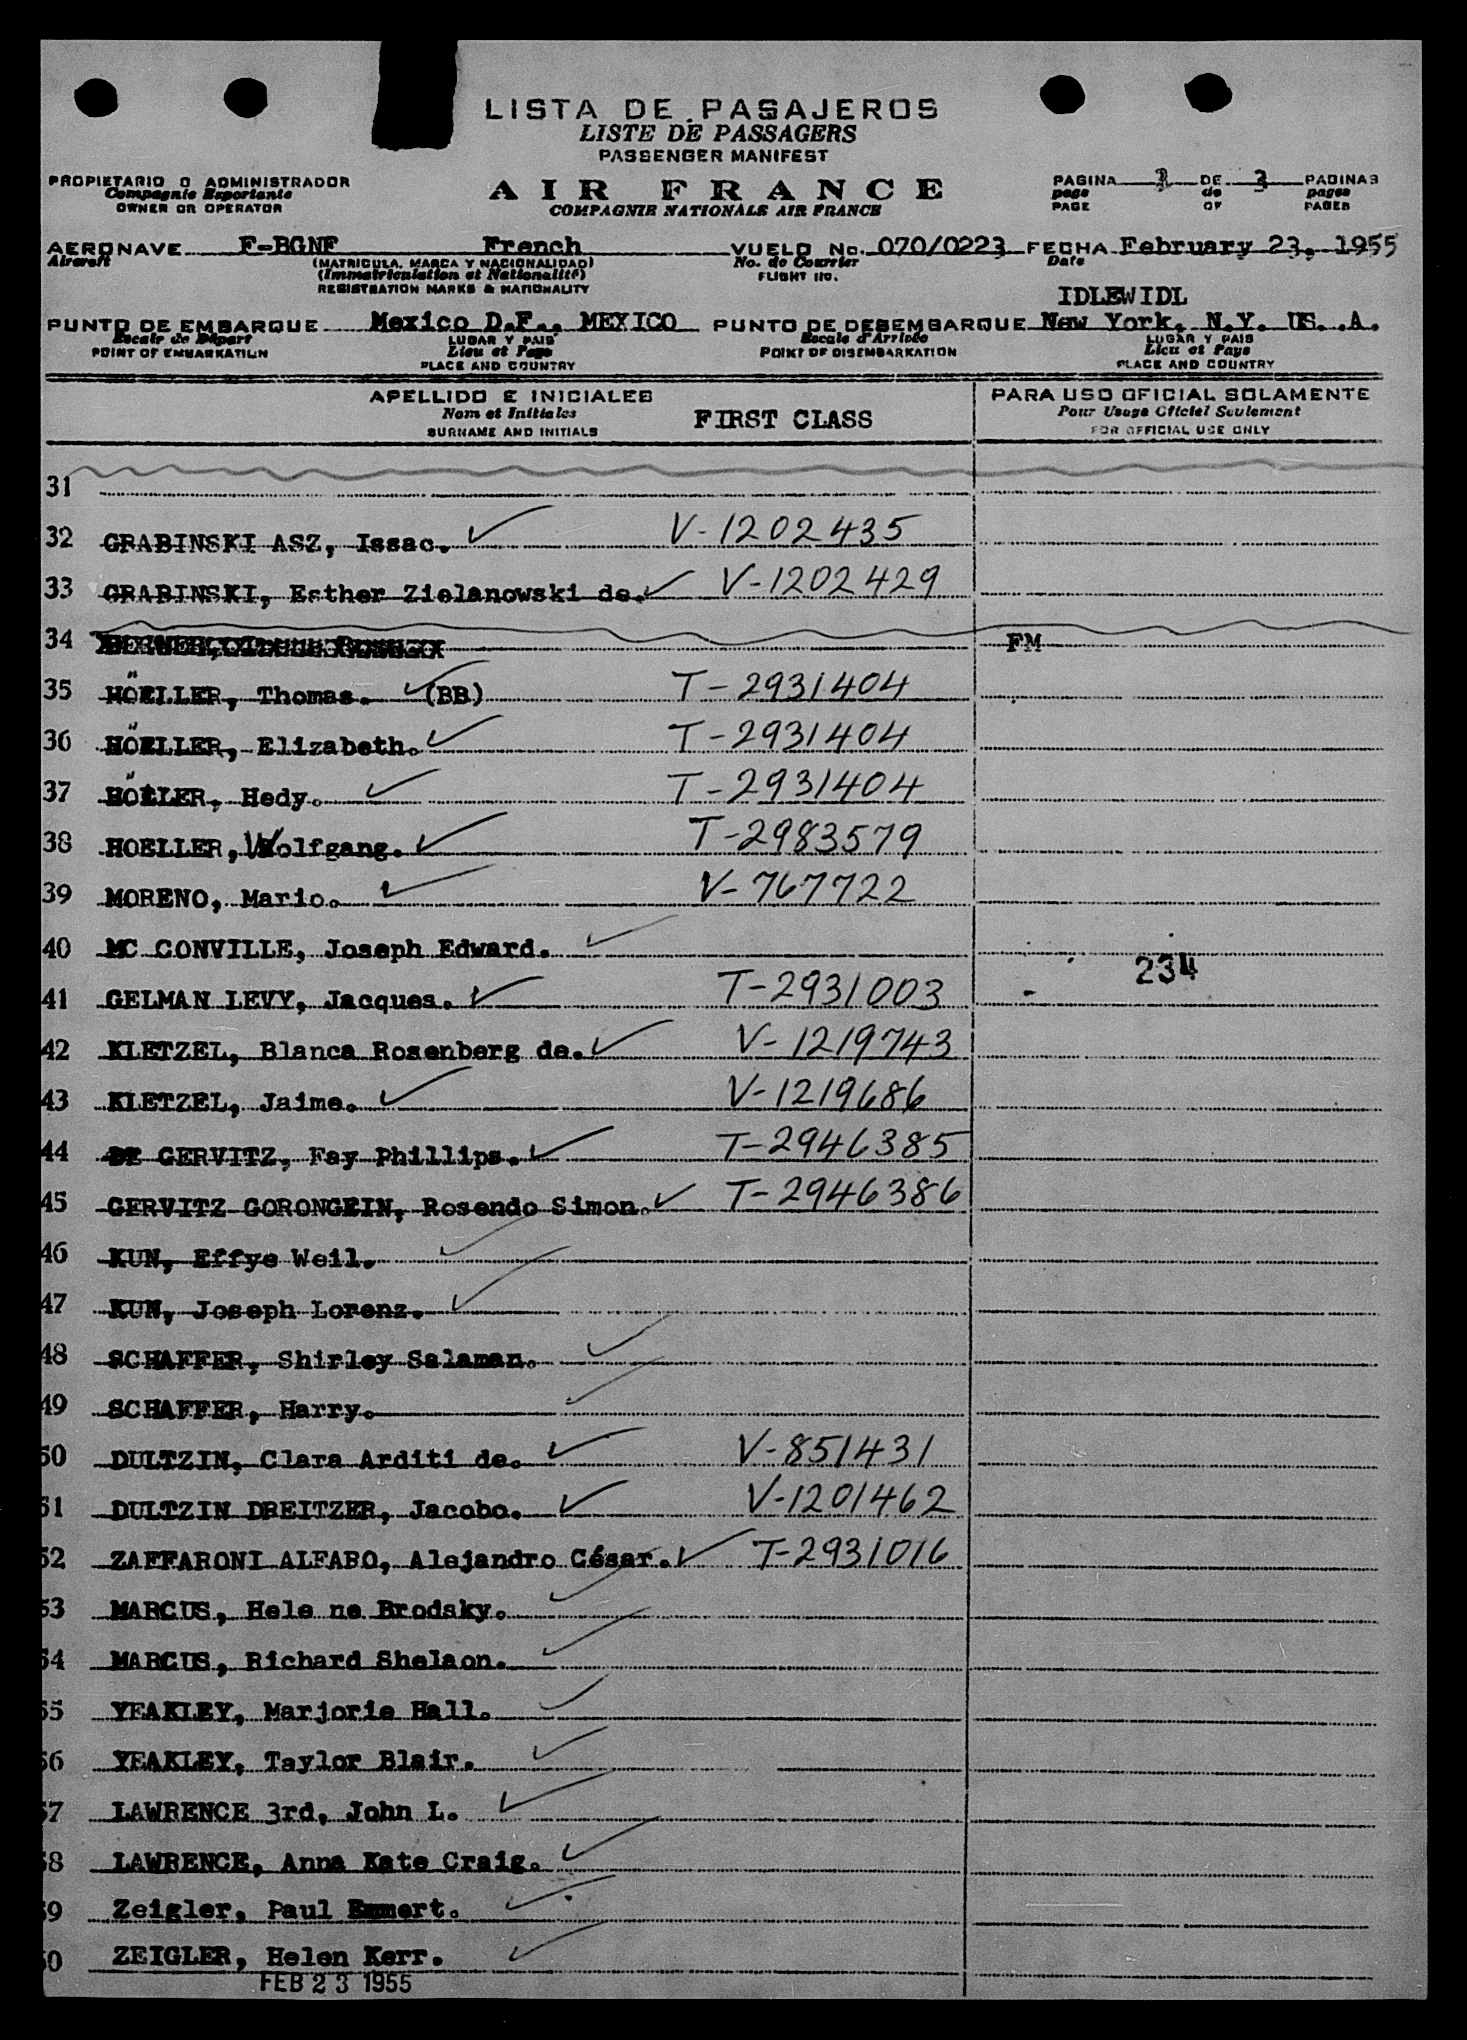 LISTA DE PASAJEROS
LISTE DE PASSAGERS
PASSENGER MANIFEST
PROPIETARIO O ADMINISTRADOR
Compagnie Exportante
OWNER OR OPERATOR
AIR FRANCE
COMPAGNIE NATIONALE AIR FRANCE
PAGINA 2 DE 3 PAGINAS
page de pages
PAGE OF PAGES
AERONAVE F-BGNF French VUELO No. 070/0223 FECHA February 23, 1955
Aircraft (MATRICULA, MARCA Y NACIONALIDAD) No. de Courrier Date
(Immatriculation et Nationalité) FLIGHT No.
REGISTRATION MARKS & NATIONALITY
IDLEWIDL
PUNTO DE EMBARQUE Mexico D.F., MEXICO PUNTO DE DESEMBARQUE New York, N.Y. US. .A.
Escale de Départ LUGAR Y PAIS Escale d'Arrivée LUGAR Y PAIS
POINT OF EMBARKATION Lieu et Pays POINT OF DISEMBARKATION Lieu et Pays
PLACE AND COUNTRY PLACE AND COUNTRY
APELLIDO E INICIALES PARA USO OFICIAL SOLAMENTE
Nom et Initiales FIRST CLASS Pour Usage Officiel Seulement
SURNAME AND INITIALS FOR OFFICIAL USE ONLY
31
32 GRABINSKI ASZ, Issac. V-1202435
33 GRABINSKI, Esther Zielanowski de. V-1202429
34 FM
35 HÖELLER, Thomas. (BB) T-2931404
36 HÖELLER, Elizabeth. T-2931404
37 HÖELER, Hedy. T-2931404
38 HOELLER, Wolfgang. T-2983579
39 MORENO, Mario. V-767722
40 MC CONVILLE, Joseph Edward.
234
41 GELMAN LEVY, Jacques. T-2931003
42 KLETZEL, Blanca Rosenberg de. V-1219743
43 KLETZEL, Jaime. V-1219686
44 DE GERVITZ, Fay Phillips. T-2946385
45 GERVITZ GORONGEIN, Rosendo Simon. T-2946386
46 KUN, Effye Weil.
47 KUN, Joseph Lorenz.
48 SCHAFFER, Shirley Salaman.
49 SCHAFFER, Harry.
50 DULTZIN, Clara Arditi de. V-851431
51 DULTZIN DREITZER, Jacobo. V-1201462
52 ZAFFARONI ALFARO, Alejandro César. T-2931016
53 MARCUS, Hele ne Brodsky.
54 MARCUS, Richard Shelaon.
55 YEAKLEY, Marjorie Hall.
56 YEAKLEY, Taylor Blair.
57 LAWRENCE 3rd, John L.
58 LAWRENCE, Anna Kate Craig.
59 Zeigler, Paul Emmert.
60 ZEIGLER, Helen Kerr.
FEB 23 1955